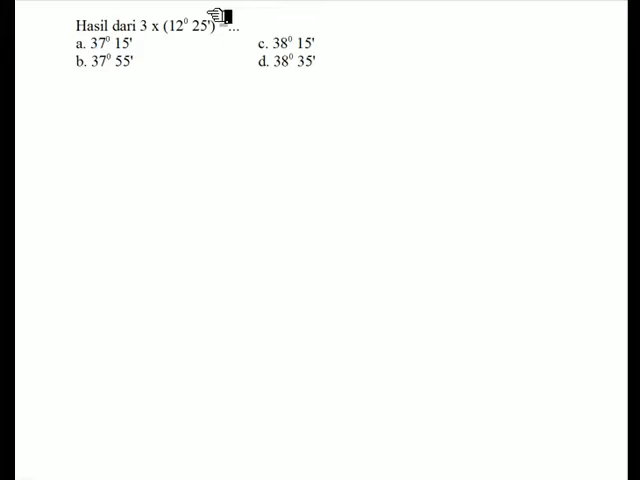 Hasil dari 3 x (12⁰ 25') =...
a. 37⁰ 15' c. 38⁰ 15'
b. 37⁰ 55' d. 38⁰ 35'